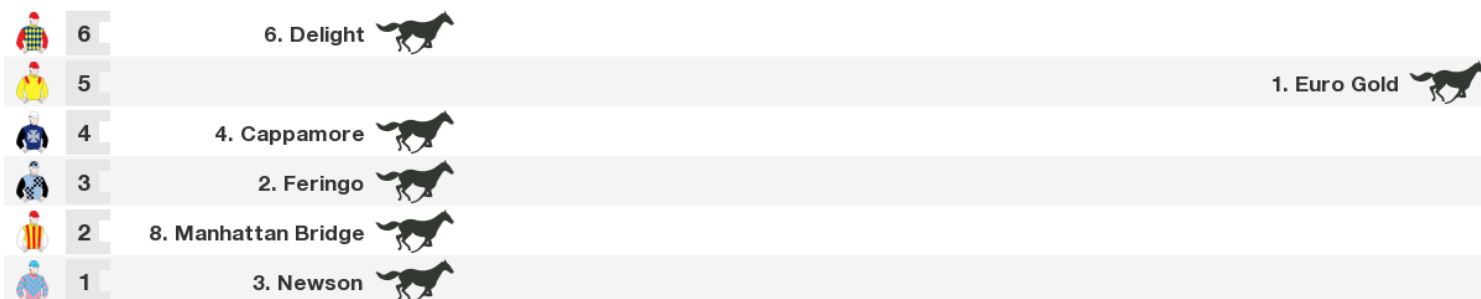 6 6. Delight
5 1. Euro Gold
4 4. Cappamore
3 2. Feringo
2 8. Manhattan Bridge
1 3. Newson